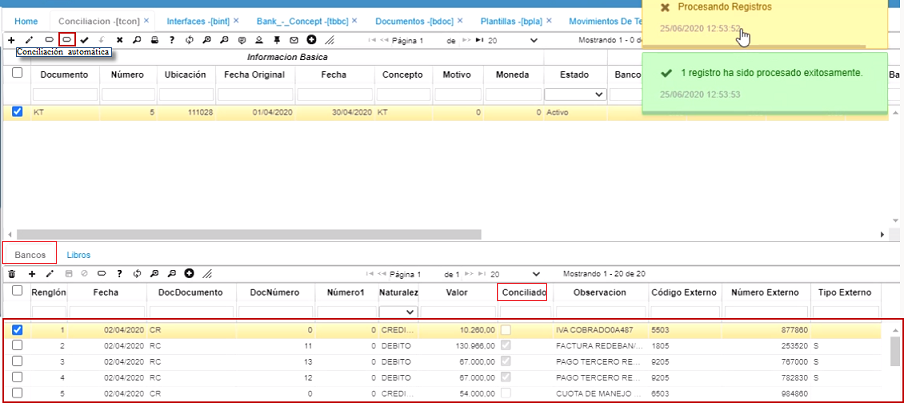 Home Conciliacion -[tcon] × Interfaces -[bint] × Bank_-_Concept -[tbbc] × Documentos -[bdoc] × Plantillas -[bpla] × Movimientos De Te
Procesando Registros
25/06/2020 12:53:52
Página 1 de 20 Mostrando 1 - 0 d
Conciliación automática
Informacion Basica
Documento Número Ubicación Fecha Original Fecha Concepto Motivo Moneda Estado Banco Ba
1 registro ha sido procesado exitosamente.
25/06/2020 12:53:53
KT 5 111028 01/04/2020 30/04/2020 KT 0 0 Activo
Bancos Libros
Página 1 de 1 20 Mostrando 1 - 20 de 20
Renglón Fecha DocDocumento DocNúmero Número1 Naturalez Valor Conciliado Observacion Código Externo Número Externo Tipo Externo
1 02/04/2020 CR 0 0 CREDI... 10.260,00 IVA COBRADO0A487 5503 877860
2 02/04/2020 RC 11 0 DEBITO 130.966,00 FACTURA REDEBAN/... 1805 253520 S
3 02/04/2020 RC 13 0 DEBITO 67.000,00 PAGO TERCERO RE... 9205 767000 S
4 02/04/2020 RC 12 0 DEBITO 67.000,00 PAGO TERCERO RE... 9205 782830 S
5 02/04/2020 CR 0 0 CREDI... 54.000,00 CUOTA DE MANEJO ... 6503 984860